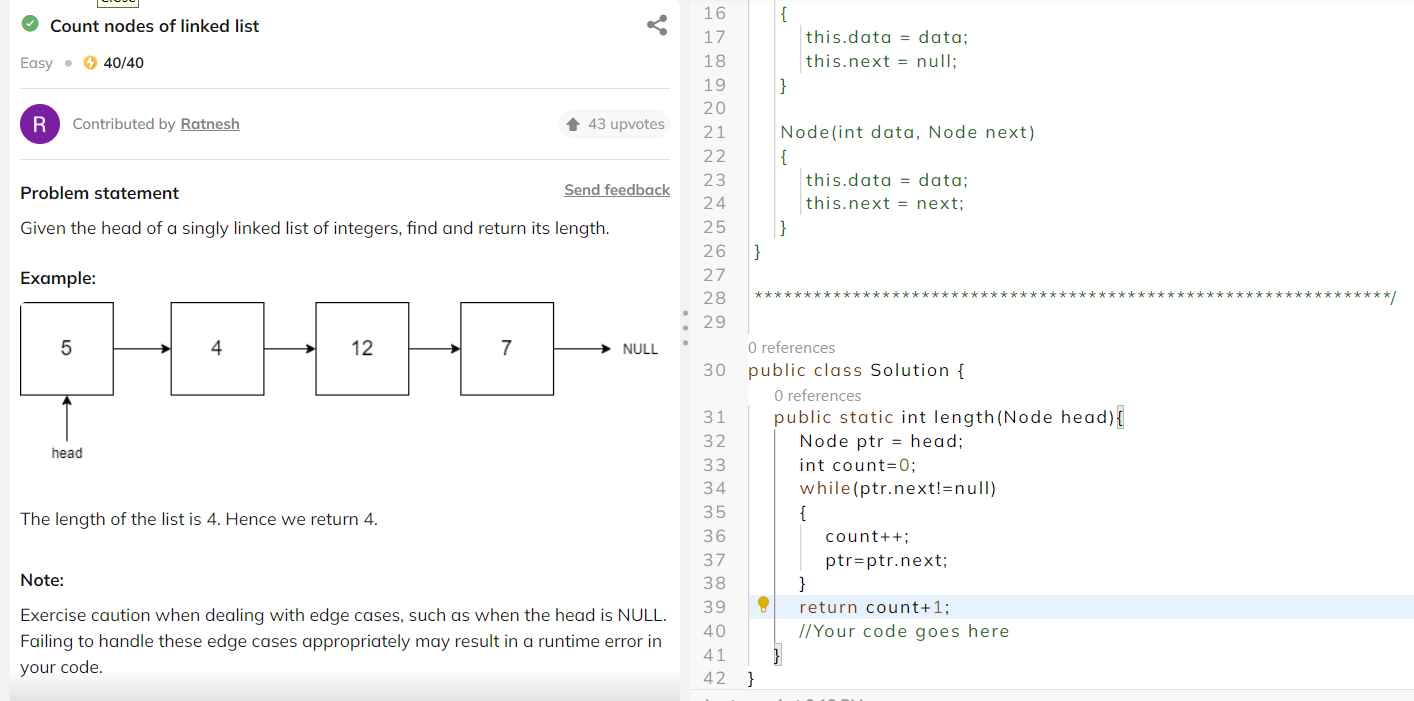 Count nodes of linked list
Easy • 40/40
R
Contributed by Ratnesh
43 upvotes
Problem statement
Send feedback
Given the head of a singly linked list of integers, find and return its length.
Example:
5 4 12 7 NULL
head
The length of the list is 4. Hence we return 4.
Note:
Exercise caution when dealing with edge cases, such as when the head is NULL.
Failing to handle these edge cases appropriately may result in a runtime error in
your code.
16 {
17 this.data = data;
18 this.next = null;
19 }
20
21 Node(int data, Node next)
22 {
23 this.data = data;
24 this.next = next;
25 }
26 }
27
28 *****************************************************************/
29
0 references
30 public class Solution {
0 references
31 public static int length(Node head){
32 Node ptr = head;
33 int count=0;
34 while(ptr.next!=null)
35 {
36 count++;
37 ptr=ptr.next;
38 }
39 return count+1;
40 //Your code goes here
41 }
42 }